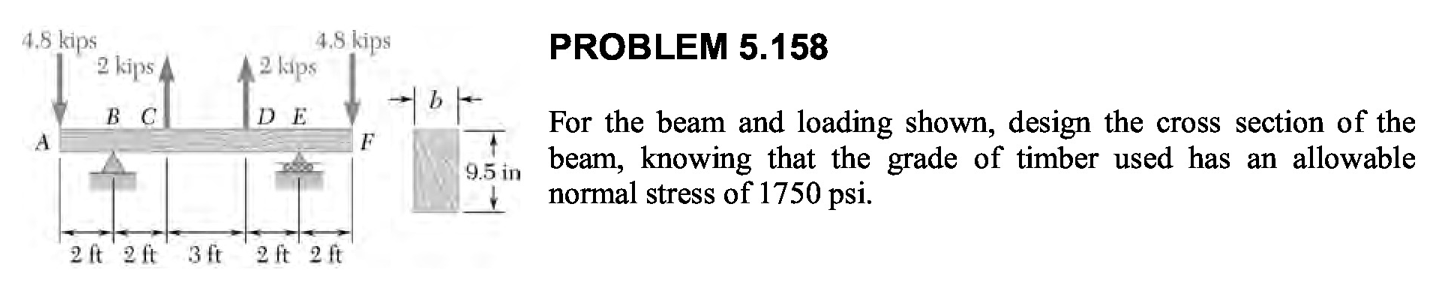 4.8 kips 4.8 kips
2 kips 2 kips
B C D E
A F
b
9.5 in
2 ft 2 ft 3 ft 2 ft 2 ft
PROBLEM 5.158
For the beam and loading shown, design the cross section of the
beam, knowing that the grade of timber used has an allowable
normal stress of 1750 psi.